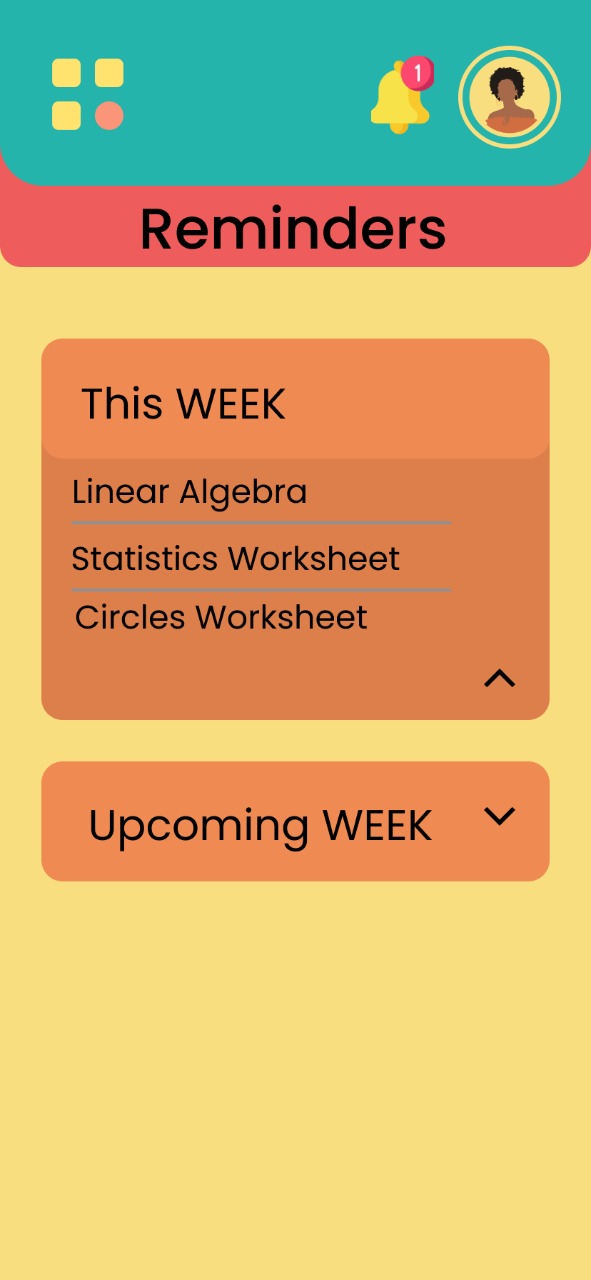 1
Reminders
This WEEK
Linear Algebra
Statistics Worksheet
Circles Worksheet
Upcoming WEEK